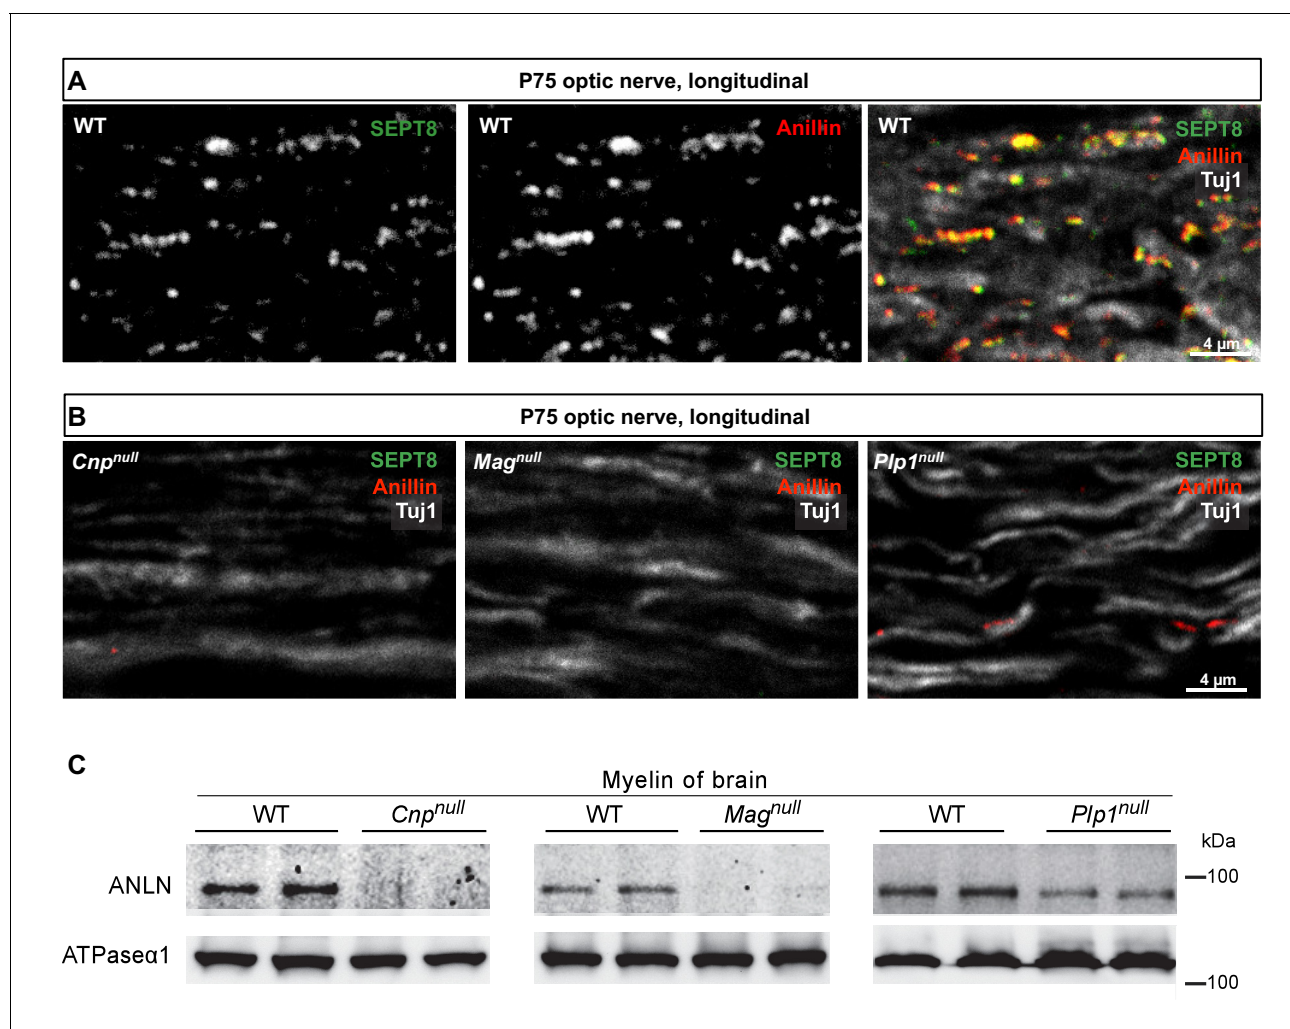 A
P75 optic nerve, longitudinal
WT SEPT8
WT Anillin
WT SEPT8
Anillin
Tuj1
4 µm
B
P75 optic nerve, longitudinal
Cnpnull SEPT8
Anillin
Tuj1
Magnull SEPT8
Anillin
Tuj1
Plp1null SEPT8
Anillin
Tuj1
4 µm
C
Myelin of brain
WT Cnpnull WT Magnull WT Plp1null
kDa
ANLN 100
ATPaseα1
100